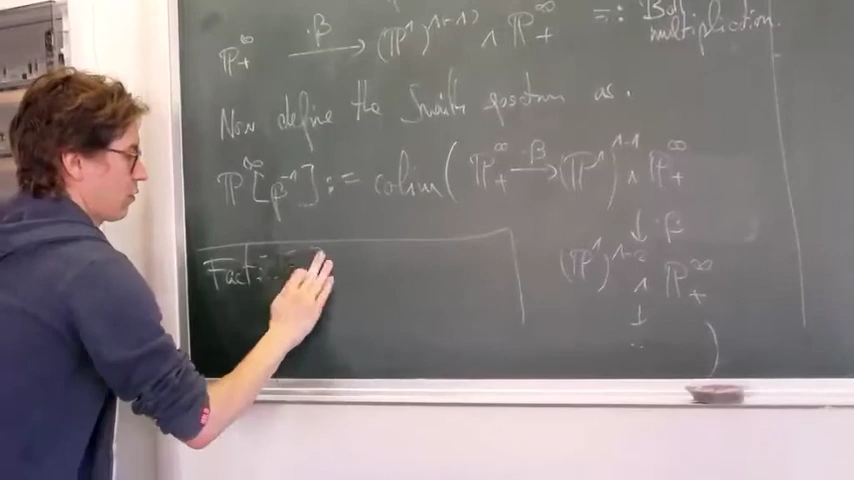 P^∞_+ —·β→ (P^1)^{∧(-1)} ∧ P^∞_+ =: Bott
multiplication.
Now define the Snaith spectrum as.
P^∞[β^{-1}] := colim( P^∞_+ —β→ (P^1)^{∧-1} ∧ P^∞_+
↓ ·β
(P^1)^{∧-2} ∧ P^∞_+
↓
.. )
Fact: